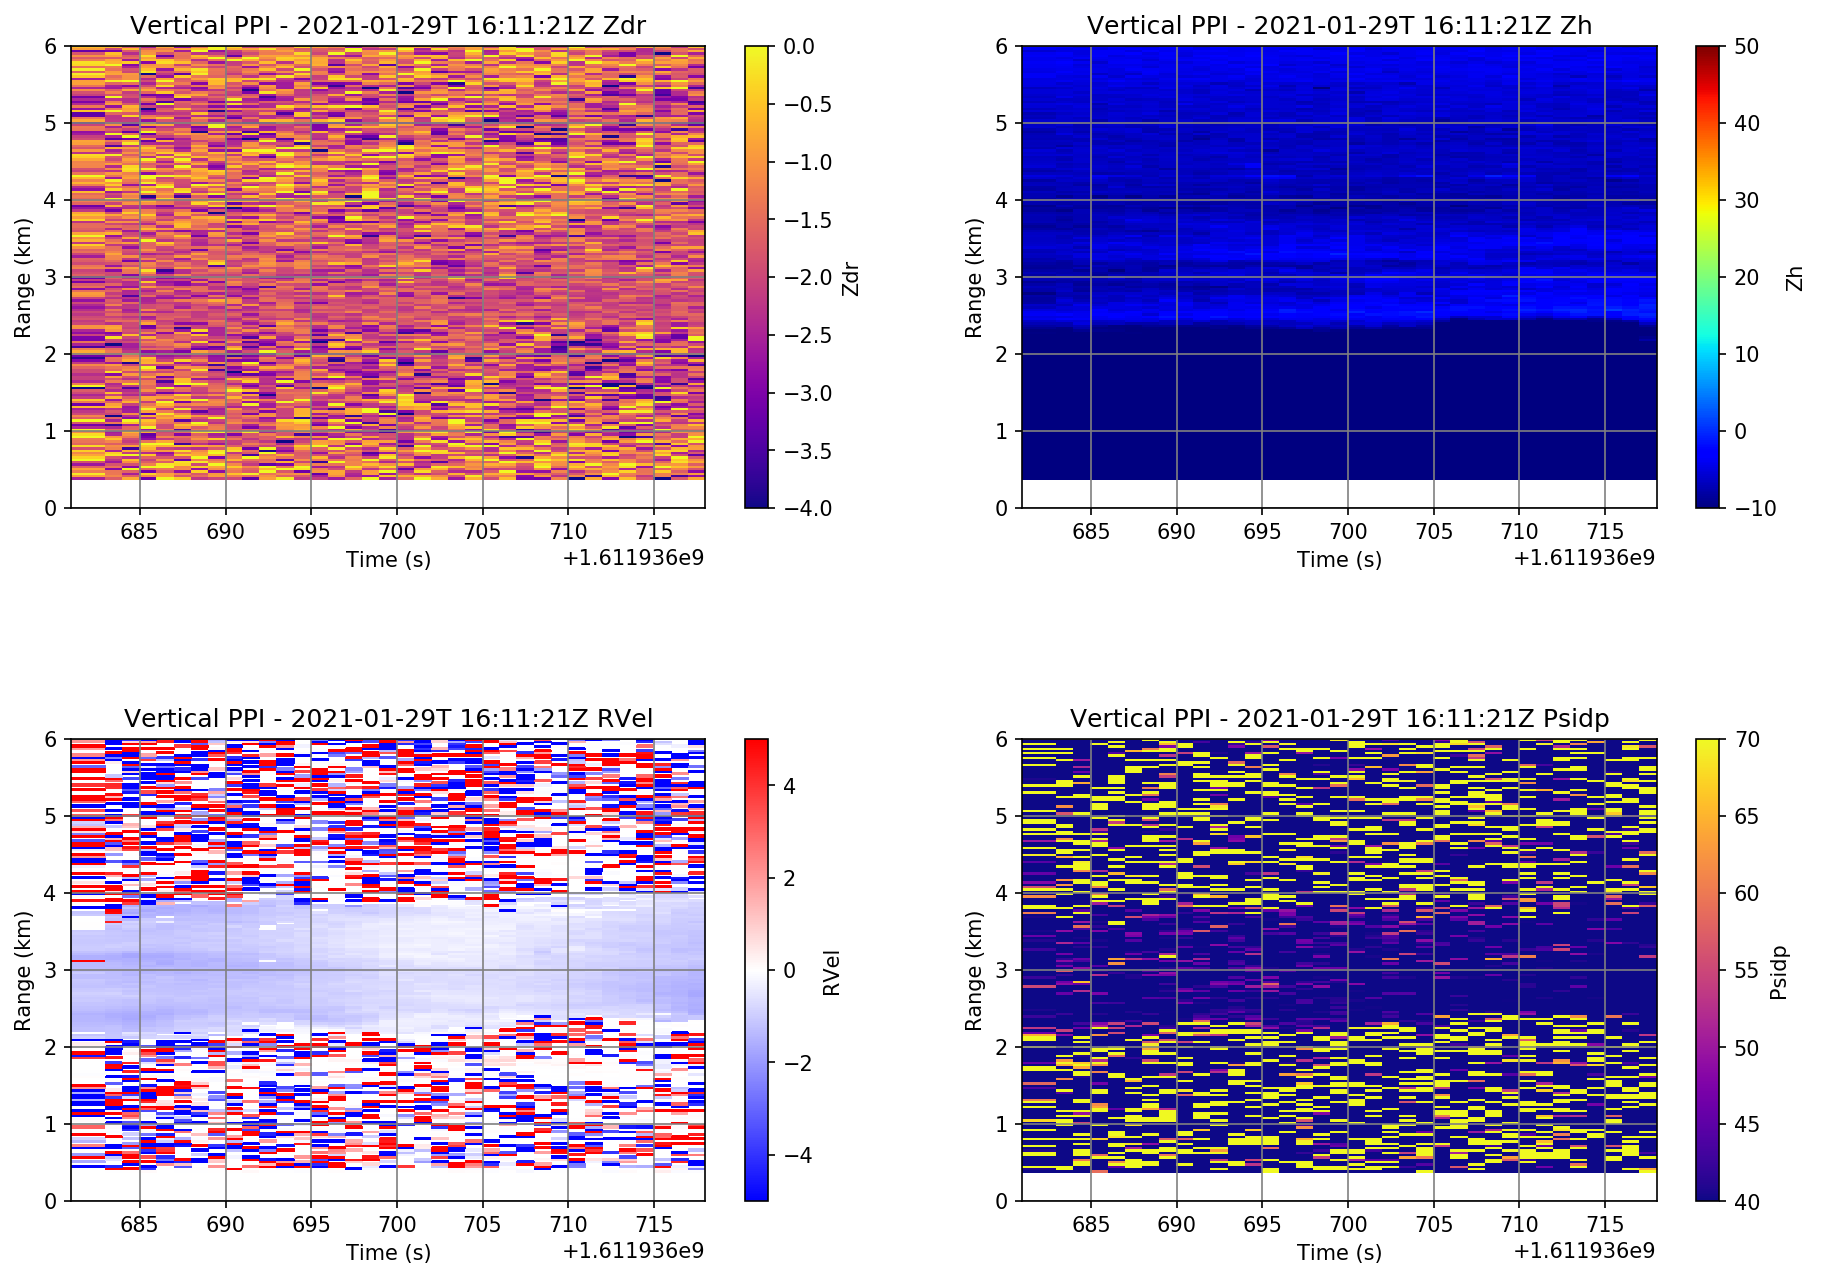 Vertical PPI - 2021-01-29T 16:11:21Z Zdr
6
5
4
3
2
1
0
Range (km)
685 690 695 700 705 710 715
Time (s)
+1.6111936e9
0.0
−0.5
−1.0
−1.5
−2.0
−2.5
−3.0
−3.5
−4.0
Zdr
Vertical PPI - 2021-01-29T 16:11:21Z Zh
6
5
4
3
2
1
0
Range (km)
685 690 695 700 705 710 715
Time (s)
+1.6111936e9
50
40
30
20
10
0
−10
Zh
Vertical PPI - 2021-01-29T 16:11:21Z RVel
6
5
4
3
2
1
0
Range (km)
685 690 695 700 705 710 715
Time (s)
+1.6111936e9
4
2
0
−2
−4
RVel
Vertical PPI - 2021-01-29T 16:11:21Z Psidp
6
5
4
3
2
1
0
Range (km)
685 690 695 700 705 710 715
Time (s)
+1.6111936e9
70
65
60
55
50
45
40
Psidp